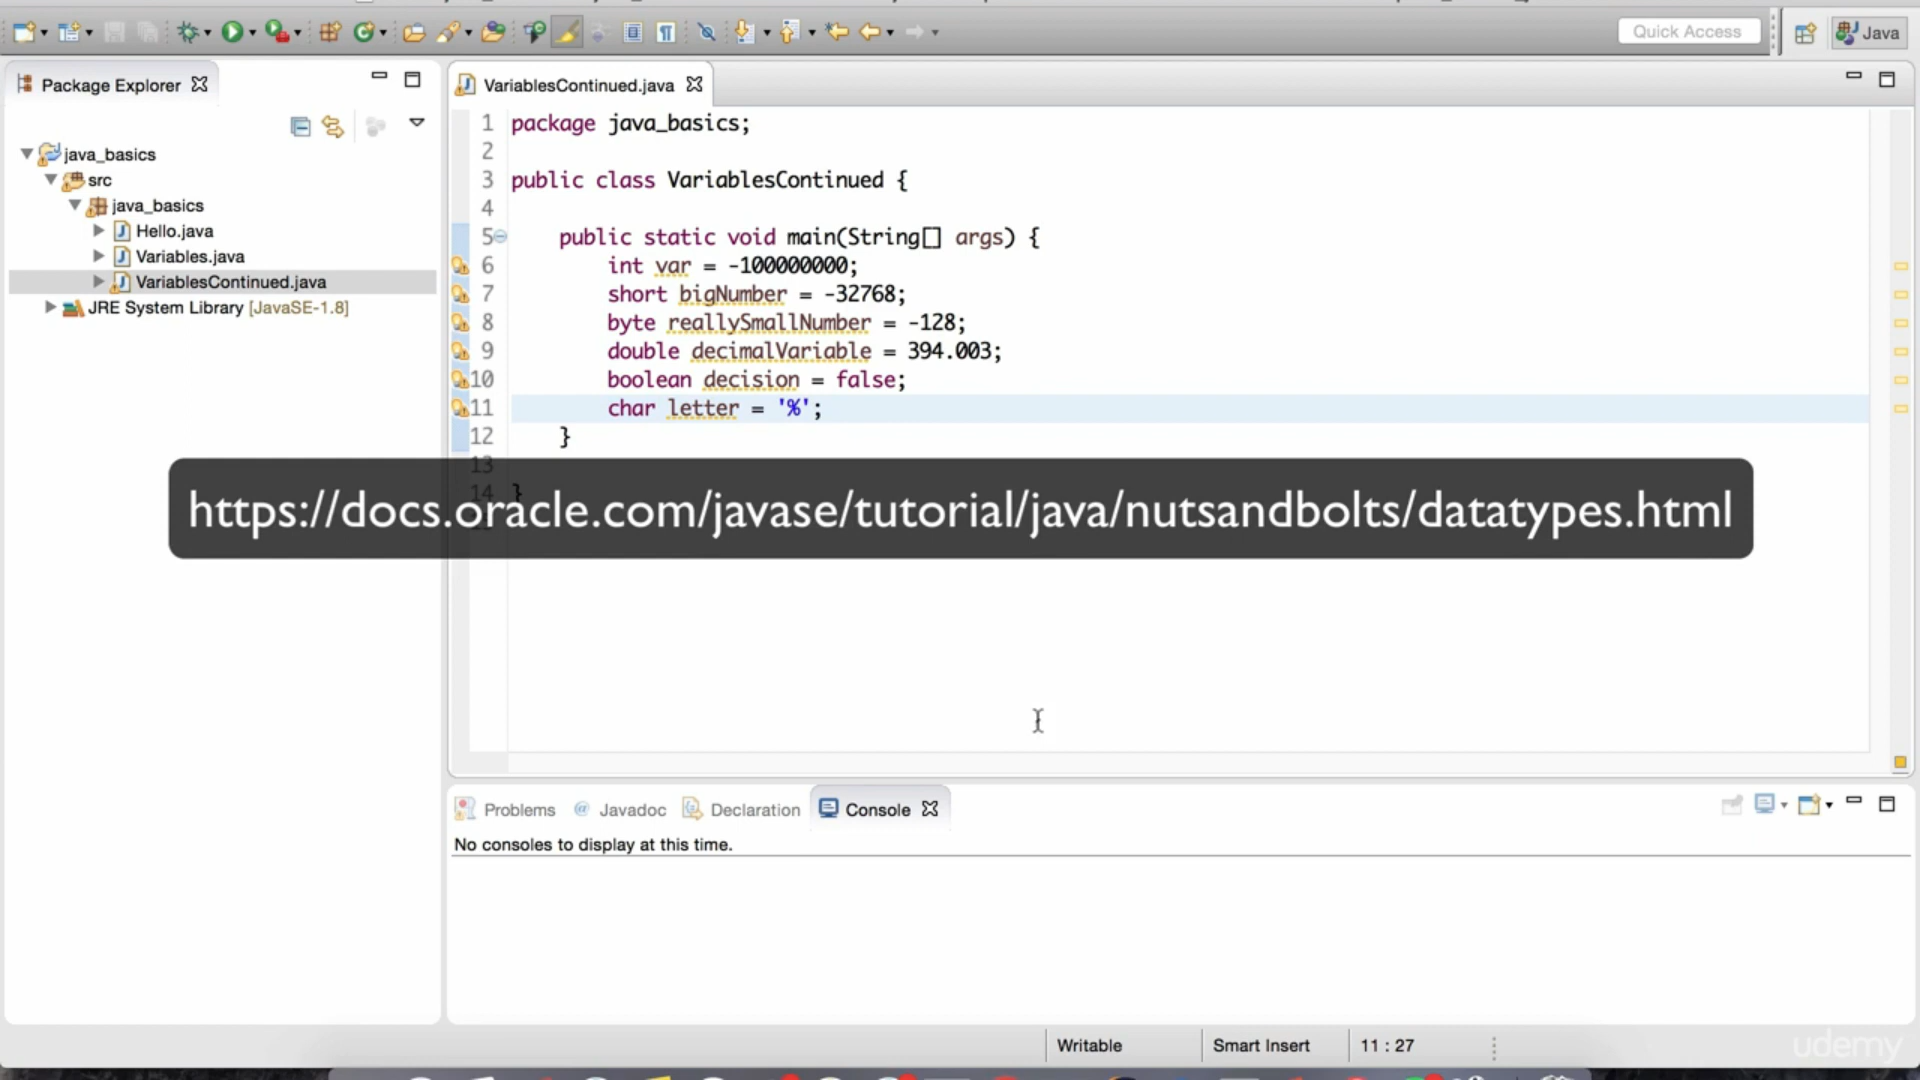 Quick Access
Java
Package Explorer
VariablesContinued.java
java_basics
src
java_basics
Hello.java
Variables.java
VariablesContinued.java
JRE System Library [JavaSE-1.8]
1 package java_basics;
2
3 public class VariablesContinued {
4
5 public static void main(String[] args) {
6 int var = -100000000;
7 short bigNumber = -32768;
8 byte reallySmallNumber = -128;
9 double decimalVariable = 394.003;
10 boolean decision = false;
11 char letter = '%';
12 }
13
14 }
https://docs.oracle.com/javase/tutorial/java/nutsandbolts/datatypes.html
Problems
@ Javadoc
Declaration
Console
No consoles to display at this time.
Writable
Smart Insert
11 : 27
udemy